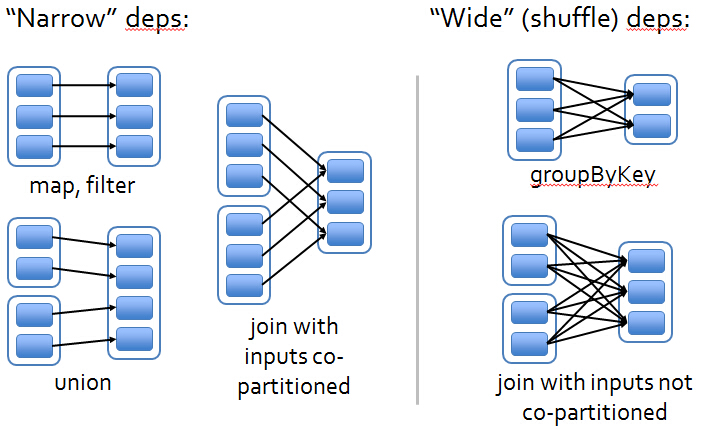 “Narrow” deps:
“Wide” (shuffle) deps:
map, filter
groupByKey
join with
inputs co-
partitioned
union
join with inputs not
co-partitioned